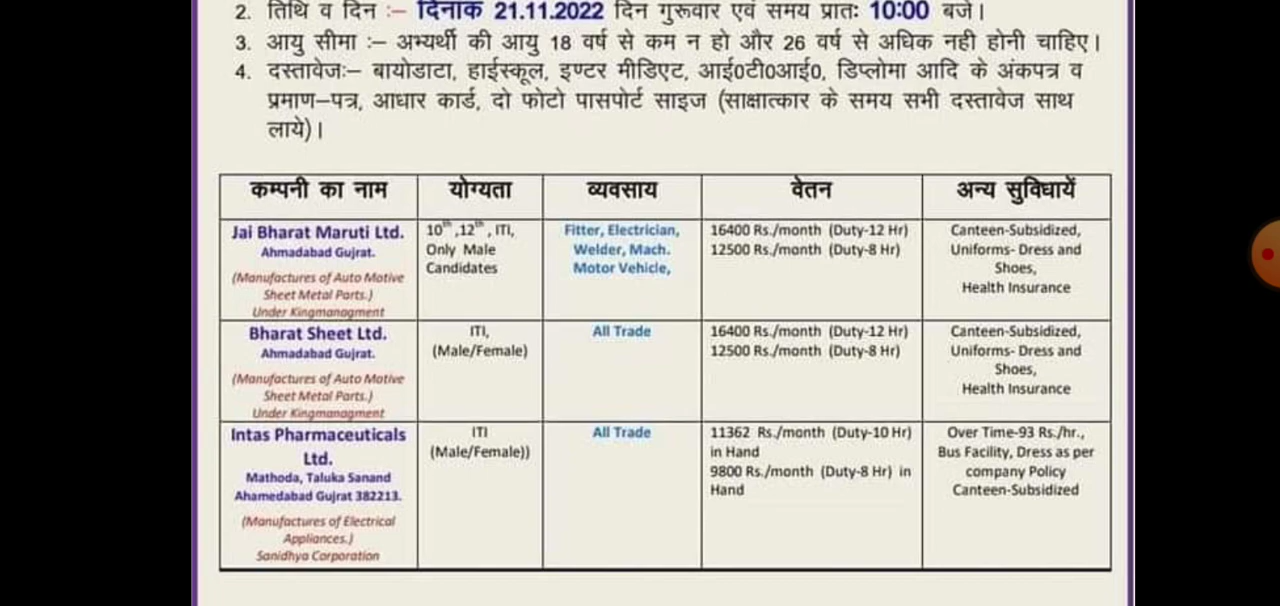 2. तिथि व दिन :– दिनांक 21.11.2022 दिन गुरूवार एवं समय प्रातः 10:00 बजे।
3. आयु सीमा :– अभ्यर्थी की आयु 18 वर्ष से कम न हो और 26 वर्ष से अधिक नही होनी चाहिए।
4. दस्तावेजः– बायोडाटा, हाईस्कूल, इण्टर मीडिएट, आई0टी0आई0, डिप्लोमा आदि के अंकपत्र व
प्रमाण–पत्र, आधार कार्ड, दो फोटो पासपोर्ट साइज (साक्षात्कार के समय सभी दस्तावेज साथ
लाये)।
कम्पनी का नाम योग्यता व्यवसाय वेतन अन्य सुविधायें
Jai Bharat Maruti Ltd.
Ahmadabad Gujrat.
(Manufactures of Auto Motive
Sheet Metal Parts.)
Under Kingmanagment
10th ,12th , ITI,
Only Male
Candidates
Fitter, Electrician,
Welder, Mach.
Motor Vehicle,
16400 Rs./month (Duty-12 Hr)
12500 Rs./month (Duty-8 Hr)
Canteen-Subsidized,
Uniforms- Dress and
Shoes,
Health Insurance
Bharat Sheet Ltd.
Ahmadabad Gujrat.
(Manufactures of Auto Motive
Sheet Metal Parts.)
Under Kingmanagment
ITI,
(Male/Female)
All Trade
16400 Rs./month (Duty-12 Hr)
12500 Rs./month (Duty-8 Hr)
Canteen-Subsidized,
Uniforms- Dress and
Shoes,
Health Insurance
Intas Pharmaceuticals
Ltd.
Mathoda, Taluka Sanand
Ahamedabad Gujrat 382213.
(Manufactures of Electrical
Appliances.)
Sanidhya Corporation
ITI
(Male/Female))
All Trade
11362 Rs./month (Duty-10 Hr)
in Hand
9800 Rs./month (Duty-8 Hr) in
Hand
Over Time-93 Rs./hr.,
Bus Facility, Dress as per
company Policy
Canteen-Subsidized